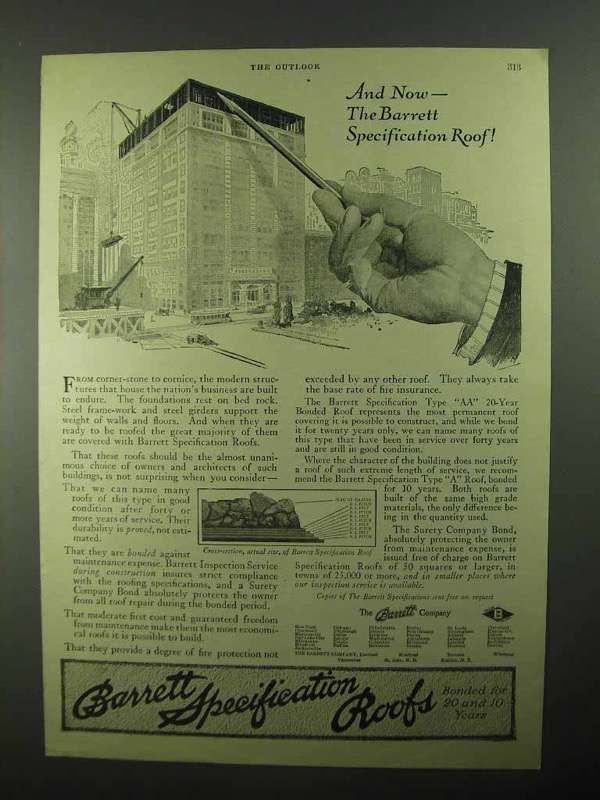 THE OUTLOOK
313
And Now—
The Barrett
Specification Roof!
FROM corner-stone to cornice, the modern struc-
tures that house the nation's business are built
to endure. The foundations rest on bed rock.
Steel frame-work and steel girders support the
weight of walls and floors. And when they are
ready to be roofed the great majority of them
are covered with Barrett Specification Roofs.
That these roofs should be the almost unani-
mous choice of owners and architects of such
buildings, is not surprising when you consider—
That we can name many
roofs of this type in good
condition after forty or
more years of service. Their
durability is proved, not esti-
mated.
That they are bonded against
maintenance expense. Barrett Inspection Service
during construction insures strict compliance
with the roofing specifications, and a Surety
Company Bond absolutely protects the owner
from all roof repair during the bonded period.
That moderate first cost and guaranteed freedom
from maintenance make them the most economi-
cal roofs it is possible to build.
That they provide a degree of fire protection not
Cross-section, actual size, of Barrett Specification Roof
exceeded by any other roof. They always take
the base rate of fire insurance.
The Barrett Specification Type "AA" 20-Year
Bonded Roof represents the most permanent roof
covering it is possible to construct, and while we bond
it for twenty years only, we can name many roofs of
this type that have been in service over forty years
and are still in good condition.
Where the character of the building does not justify
a roof of such extreme length of service, we recom-
mend the Barrett Specification Type "A" Roof, bonded
for 10 years. Both roofs are
built of the same high grade
materials, the only difference be-
ing in the quantity used.
The Surety Company Bond,
absolutely protecting the owner
from maintenance expense, is
issued free of charge on Barrett
Specification Roofs of 50 squares or larger, in
towns of 25,000 or more, and in smaller places where
our inspection service is available.
Copies of The Barrett Specifications sent free on request
The Barrett Company
B
THE BARRETT COMPANY, Limited
Montreal
Toronto
Winnipeg
Vancouver
St. John, N. B.
Halifax, N. S.
Barrett Specification Roofs
Bonded for
20 and 10
Years